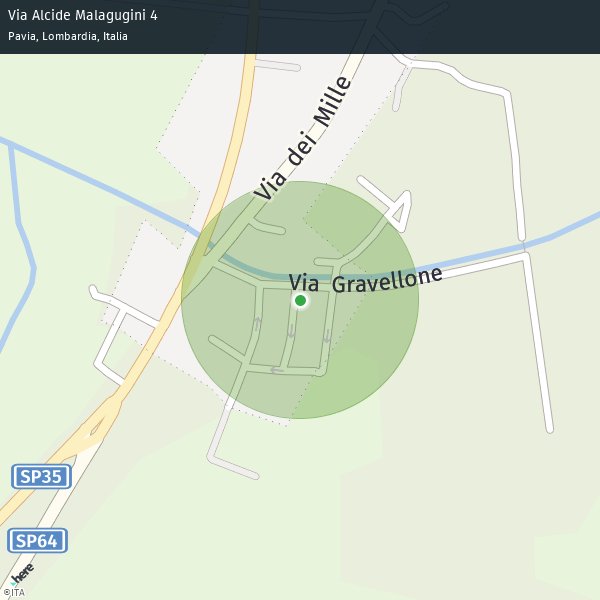 Via Alcide Malagugini 4
Pavia, Lombardia, Italia
Via dei Mille
Via Gravellone
SP35
SP64
here
©ITA